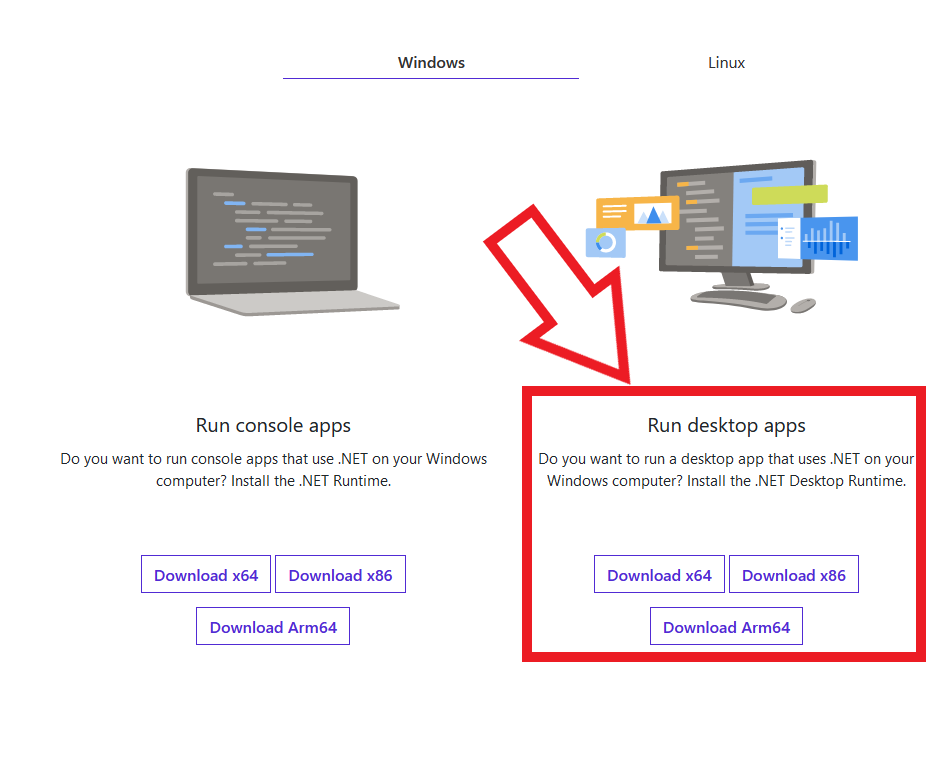 Windows
Linux
Run console apps
Do you want to run console apps that use .NET on your Windows
computer? Install the .NET Runtime.
Download x64
Download x86
Download Arm64
Run desktop apps
Do you want to run a desktop app that uses .NET on your
Windows computer? Install the .NET Desktop Runtime.
Download x64
Download x86
Download Arm64